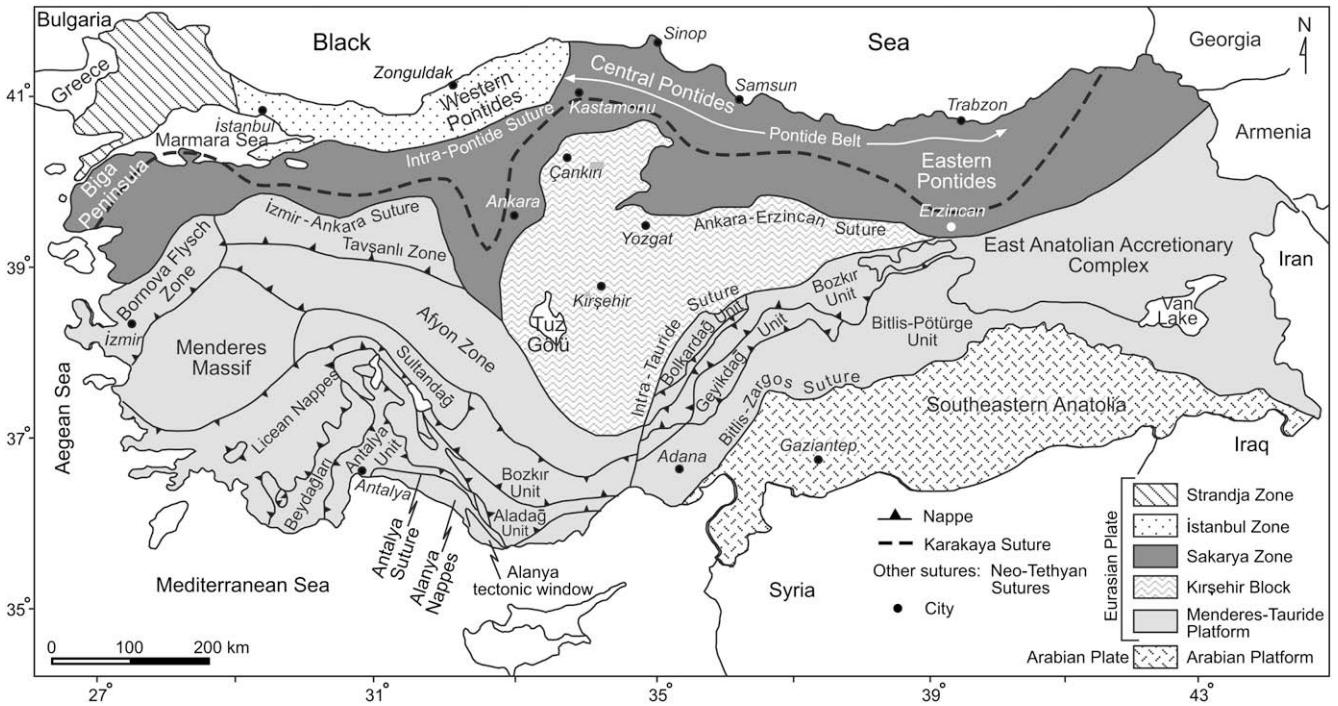 Bulgaria
Black
Sea
Sinop
Georgia
N
Greece
Zonguldak
Western
Pontides
Central Pontides
Samsun
41°
İstanbul
Kastamonu
Trabzon
Marmara Sea
Intra-Pontide Suture
Pontide Belt
Armenia
Biga
Peninsula
Çankırı
Eastern
Pontides
Ankara
Erzincan
İzmir-Ankara Suture
Ankara-Erzincan
Suture
Yozgat
Tavşanlı Zone
39°
Bornova Flysch
Zone
East Anatolian Accretionary
Complex
Iran
Kırşehir
Van
Lake
İzmir
Afyon Zone
Tuz
Gölü
Intra-Tauride Suture
Bolkardağ
Unit
Bozkır
Unit
Geyikdag
Unit
Bitlis-Pötürge
Unit
Menderes
Massif
Sultandağ
Bitlis-Zargos Suture
Aegean Sea
Licean Nappes
Southeastern Anatolia
37°
Antalya
Unit
Adana
Gaziantep
Iraq
Beydağları
Antalya
Bozkır
Unit
Aladağ
Unit
Antalya
Suture
Alanya
Nappes
Alanya
tectonic window
Mediterranean Sea
35°
Syria
Nappe
Karakaya Suture
Other sutures: Neo-Tethyan
Sutures
City
Eurasian Plate
Strandja Zone
İstanbul Zone
Sakarya Zone
Kırşehir Block
Menderes-Tauride
Platform
Arabian Plate
Arabian Platform
0 100 200 km
27° 31° 35° 39° 43°